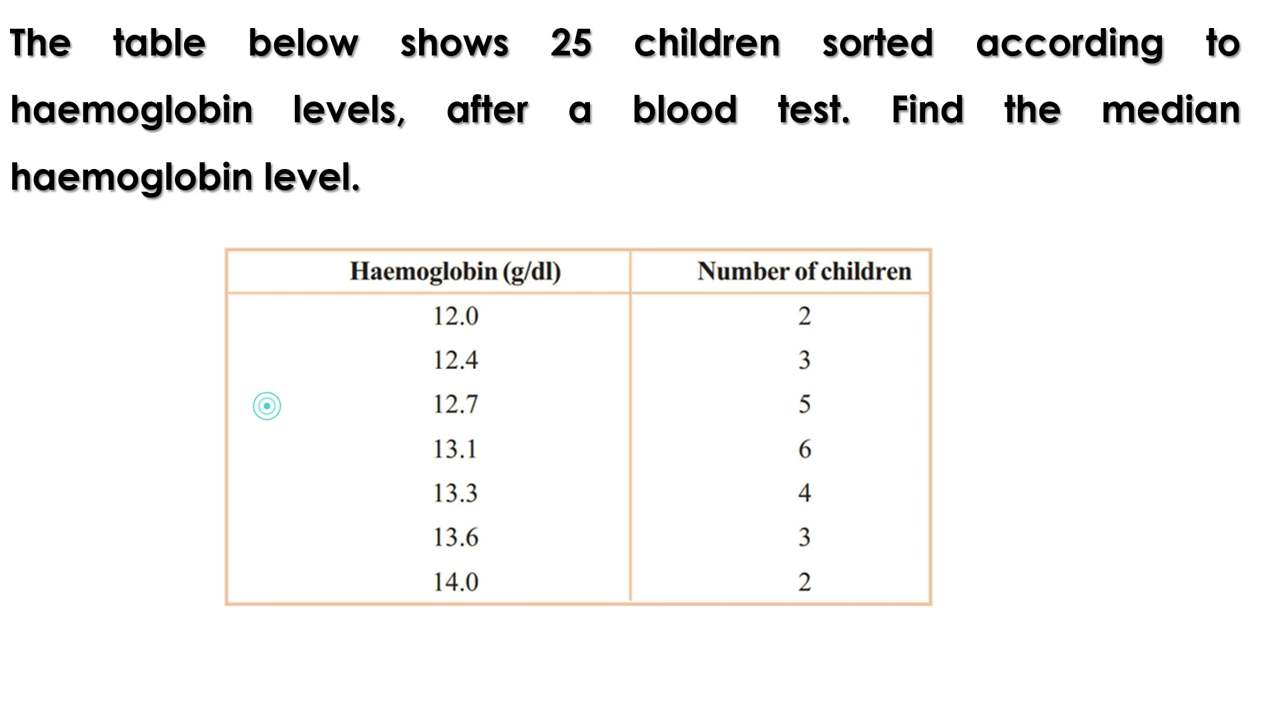 The table below shows 25 children sorted according to
haemoglobin levels, after a blood test. Find the median
haemoglobin level.
Haemoglobin (g/dl) Number of children
12.0 2
12.4 3
12.7 5
13.1 6
13.3 4
13.6 3
14.0 2